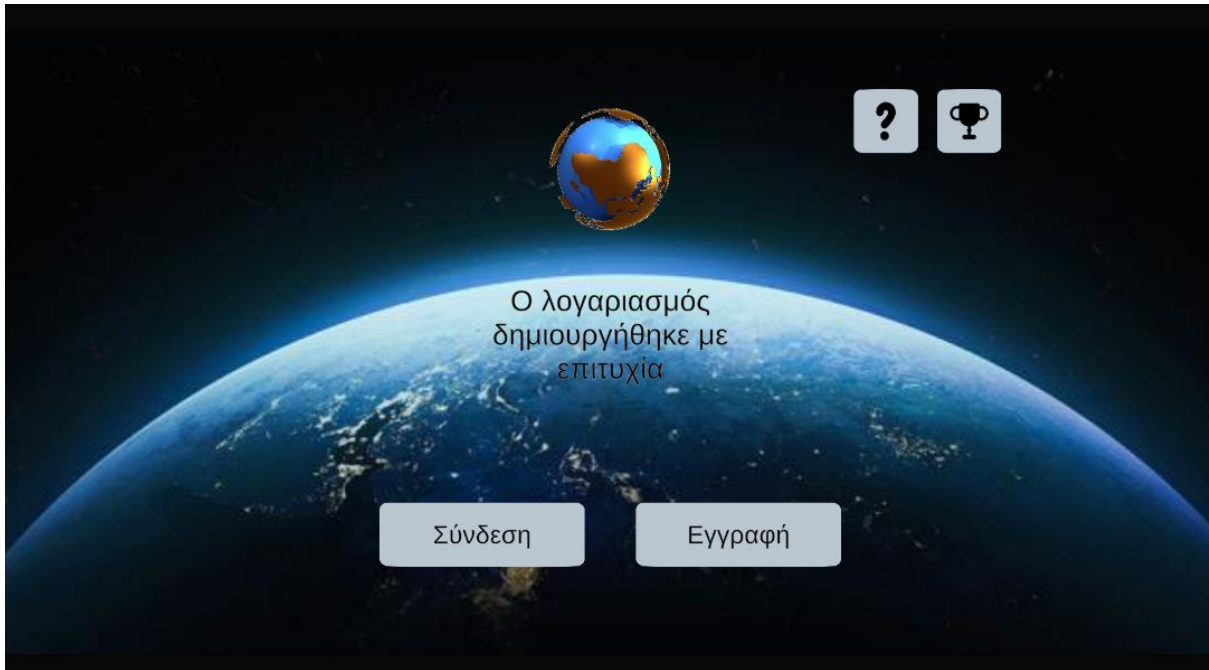 ?
Ο λογαριασμός
δημιουργήθηκε με
επιτυχία
Σύνδεση
Εγγραφή